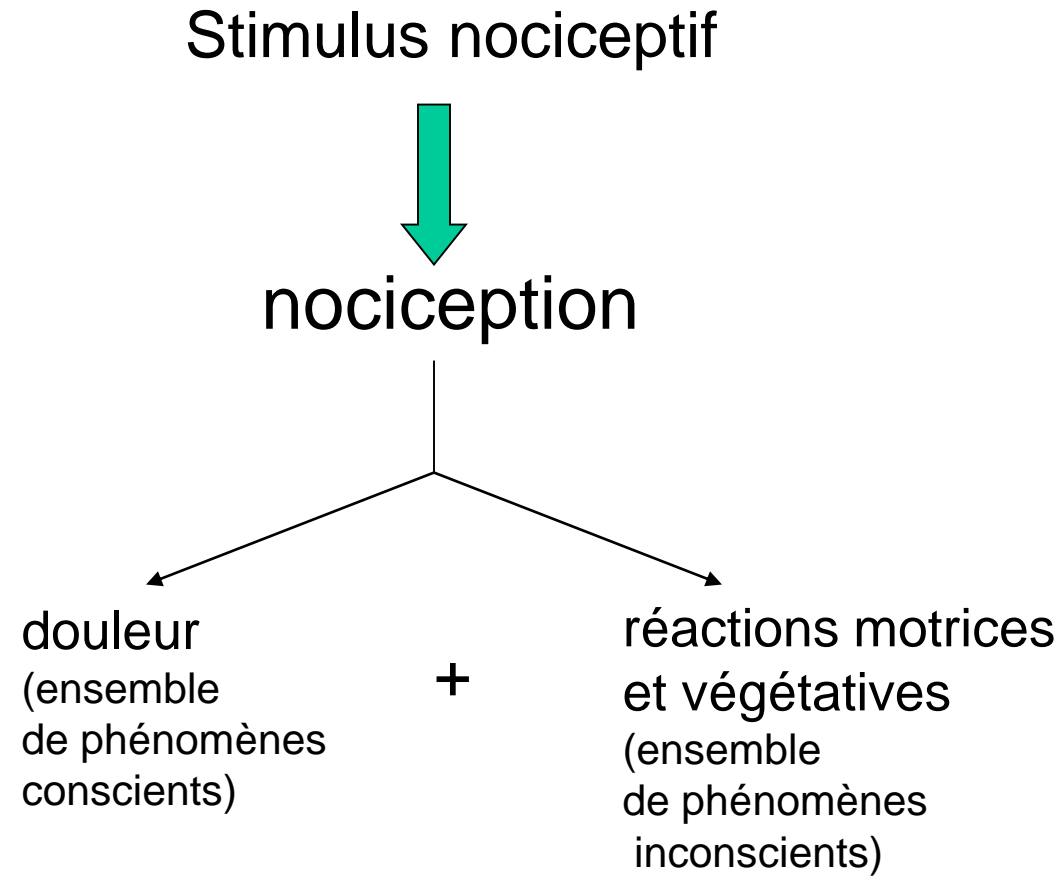 Stimulus nociceptif
nociception
douleur
(ensemble
de phénomènes
conscients)
+
réactions motrices
et végétatives
(ensemble
de phénomènes
inconscients)